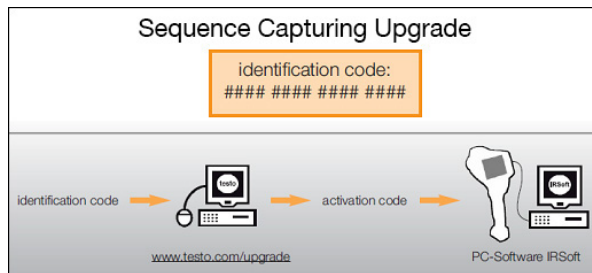 Sequence Capturing Upgrade
identification code:
#### #### #### ####
identification code
testo
activation code
IRSoft
www.testo.com/upgrade
PC-Software IRSoft